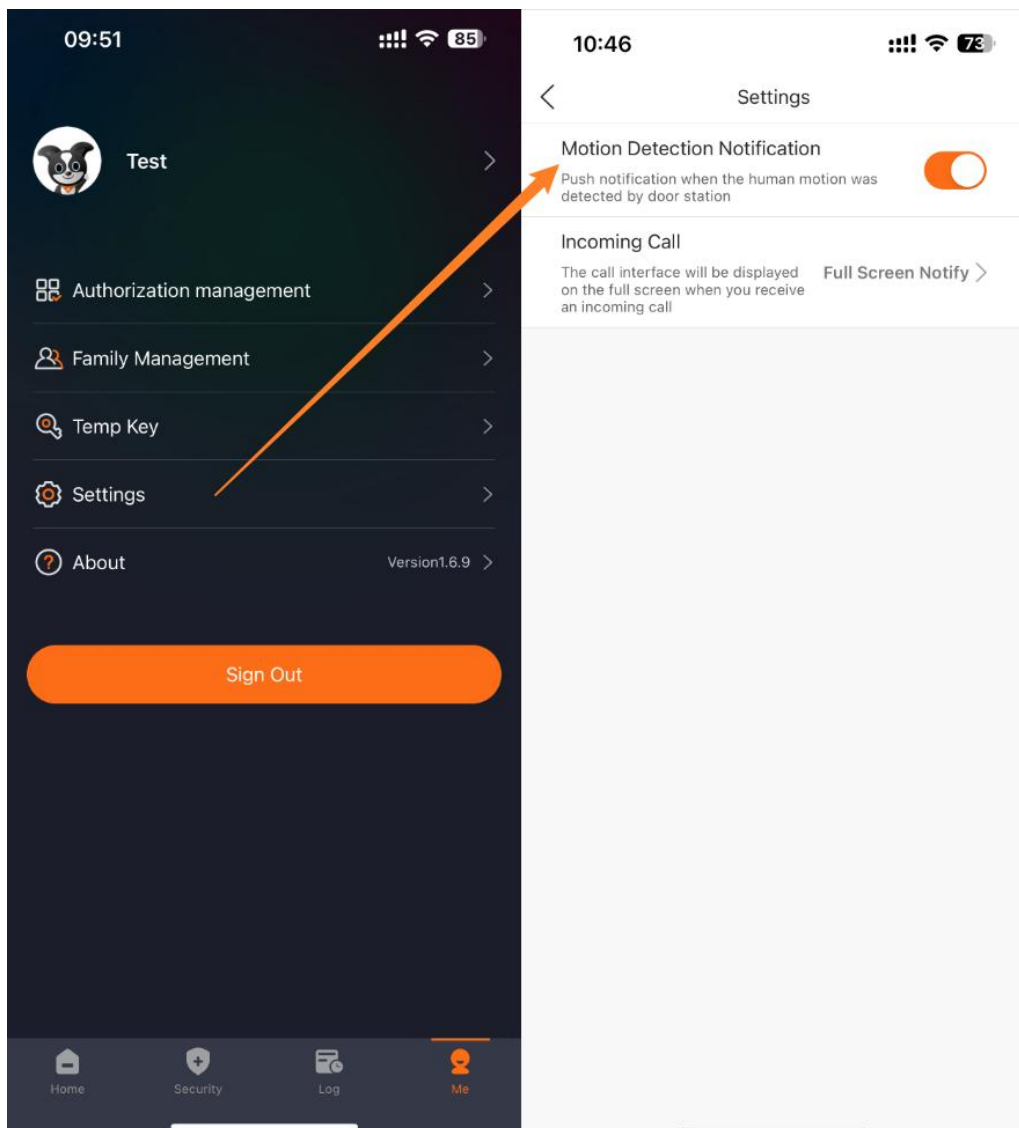 09:51
85
Test
Authorization management
Family Management
Temp Key
Settings
About
Version1.6.9
Sign Out
Home
Security
Log
Me
10:46
73
Settings
Motion Detection Notification
Push notification when the human motion was
detected by door station
Incoming Call
The call interface will be displayed
on the full screen when you receive
an incoming call
Full Screen Notify